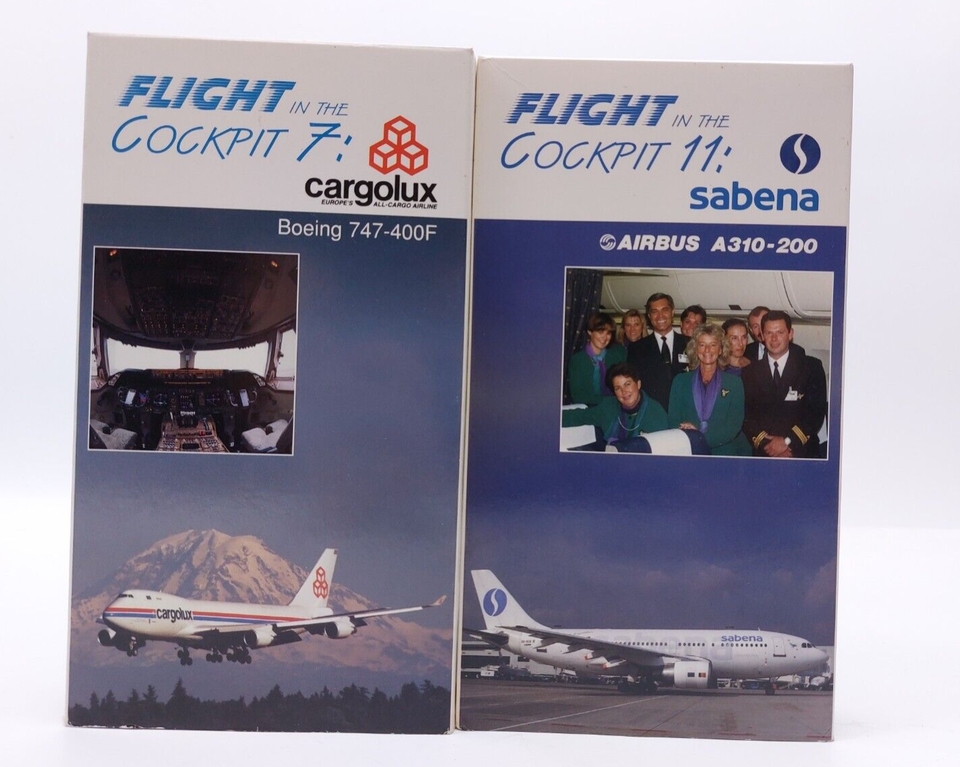 FLIGHT IN THE
COCKPIT 7:
cargolux
EUROPE'S ALL-CARGO AIRLINE
Boeing 747-400F
cargolux
FLIGHT IN THE
COCKPIT 11:
sabena
AIRBUS A310-200
sabena